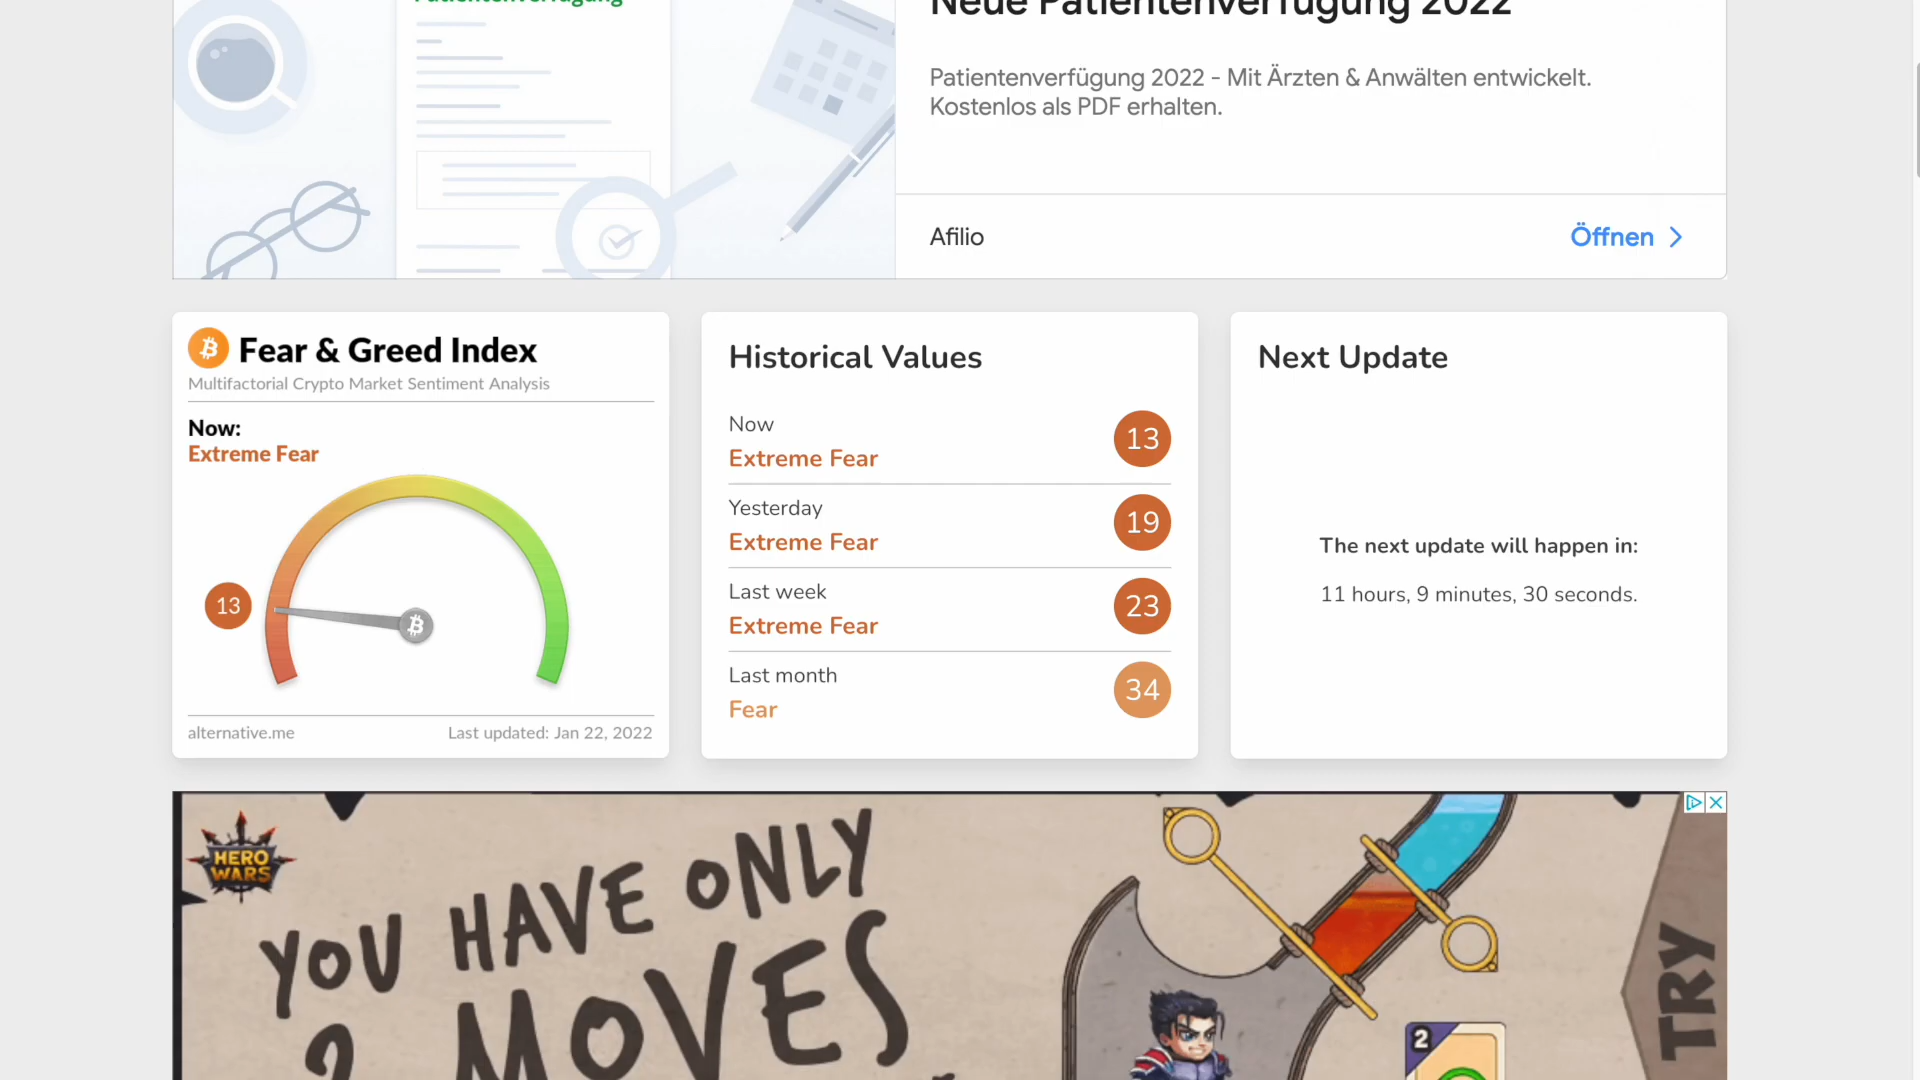 Patientenverfügung
Neue Patientenverfügung 2022
Patientenverfügung 2022 - Mit Ärzten & Anwälten entwickelt.
Kostenlos als PDF erhalten.
Afilio
Öffnen
Fear & Greed Index
Multifactorial Crypto Market Sentiment Analysis
Now:
Extreme Fear
13
alternative.me
Last updated: Jan 22, 2022
Historical Values
Now
Extreme Fear
13
Yesterday
Extreme Fear
19
Last week
Extreme Fear
23
Last month
Fear
34
Next Update
The next update will happen in:
11 hours, 9 minutes, 30 seconds.
HERO
WARS
YOU HAVE ONLY
2 MOVES
TRY
2